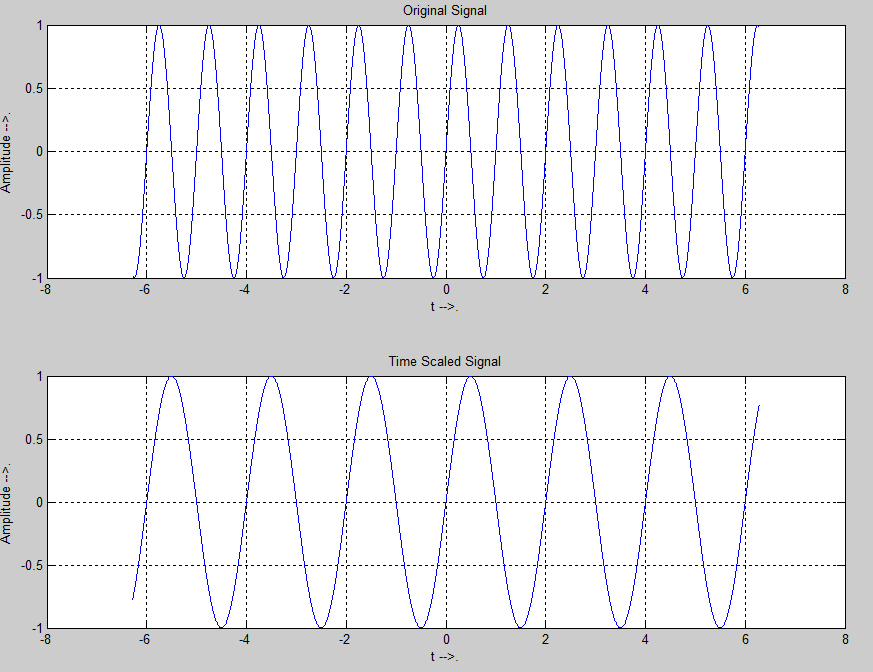 Original Signal
1
0.5
0
-0.5
-1
Amplitude -->.
-8 -6 -4 -2 0 2 4 6 8
t -->.
Time Scaled Signal
1
0.5
0
-0.5
-1
Amplitude -->.
-8 -6 -4 -2 0 2 4 6 8
t -->.